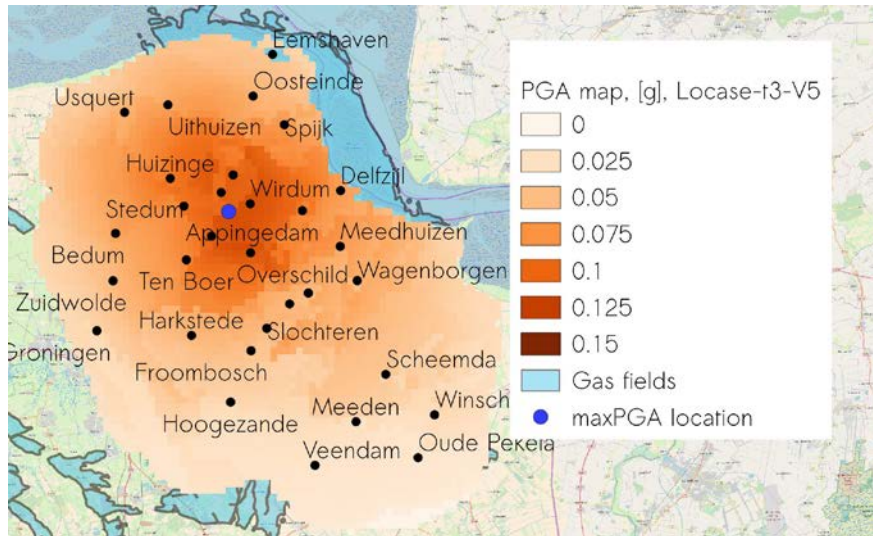 Eemshaven
Oosteinde
Usquert
Uithuizen
Spijk
Huizinge
Delfzijl
Wirdum
Stedum
Appingedam
Meedhuizen
Bedum
Ten Boer
Overschild
Wagenborgen
Zuidwolde
Harkstede
Slochteren
Groningen
Froombosch
Scheemda
Hoogezande
Meeden
Winsch
Veendam
Oude Pekela
PGA map, [g], Locase-t3-V5
0
0.025
0.05
0.075
0.1
0.125
0.15
Gas fields
maxPGA location